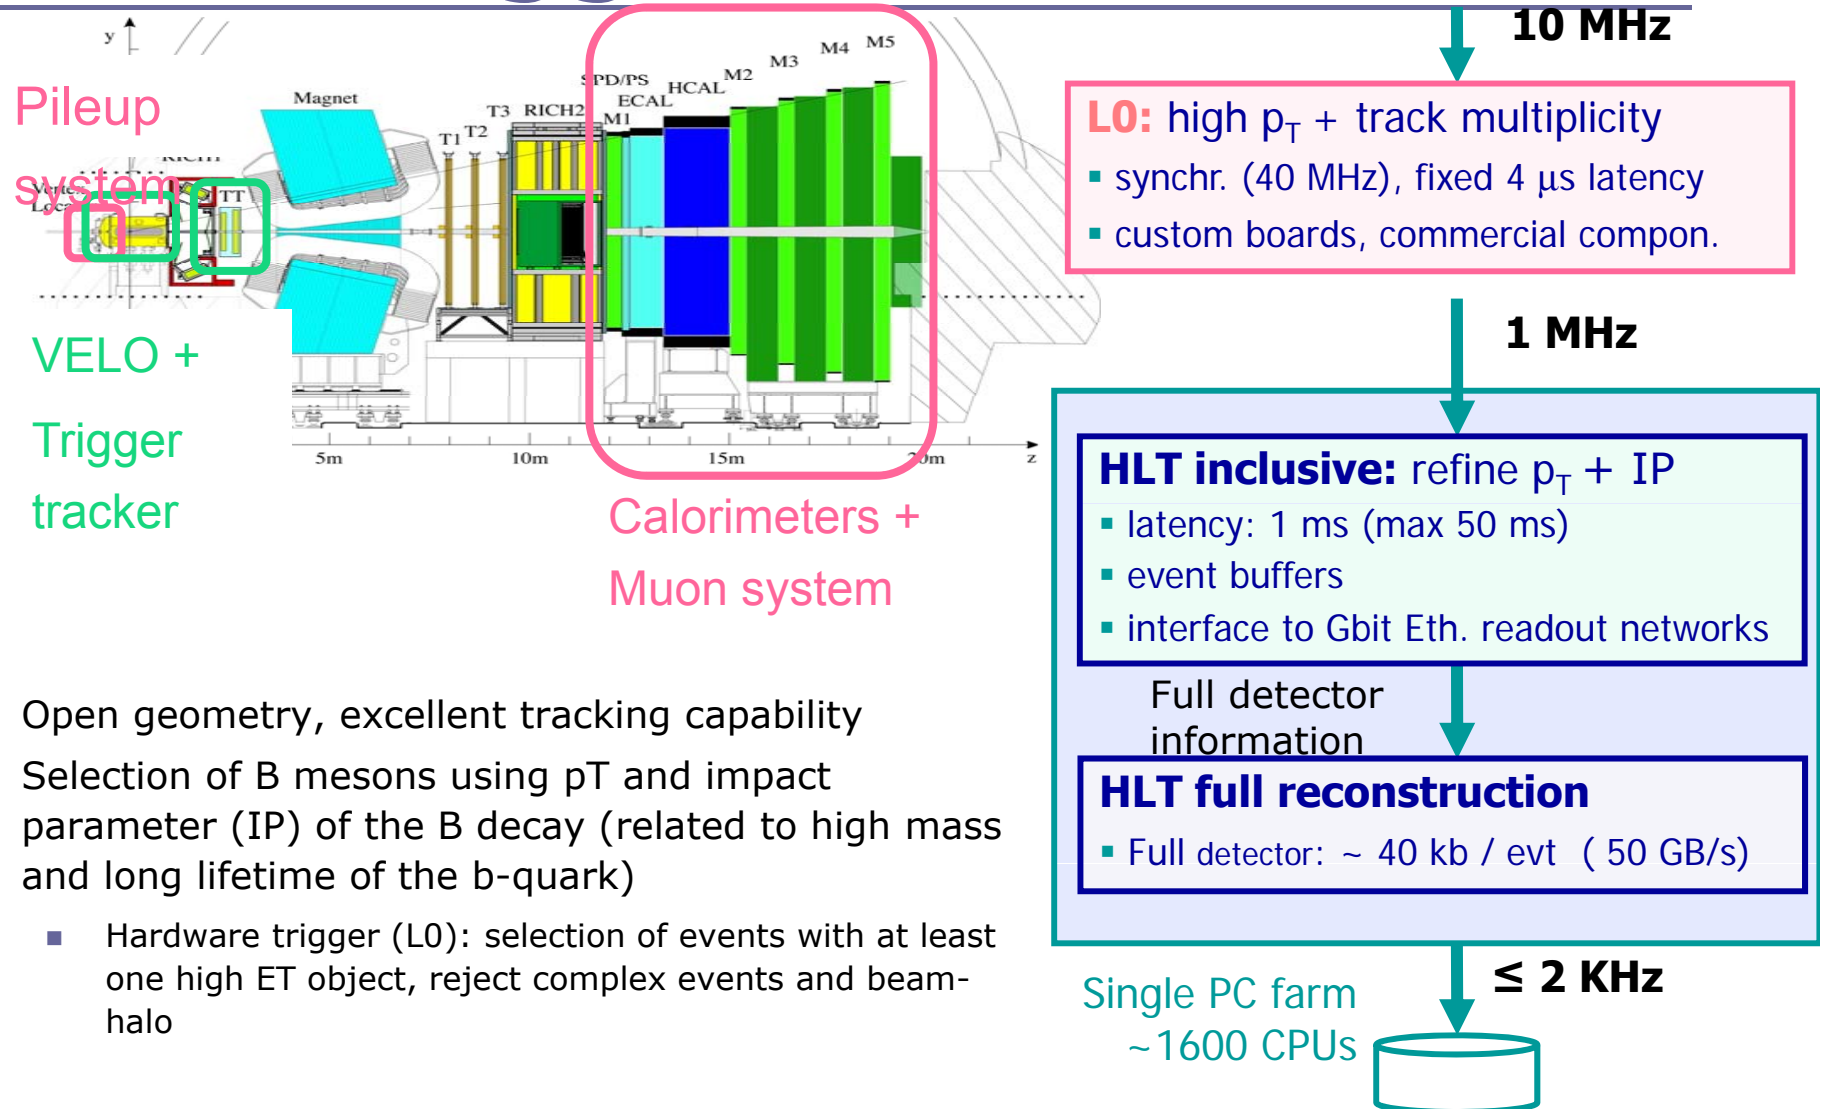 y
Pileup
system
Magnet
T1
T2
T3
RICH2
SPD/PS
M1
ECAL
HCAL
M2
M3
M4
M5
TT
VELO +
Trigger
tracker
5m
10m
15m
20m
z
Calorimeters +
Muon system
Open geometry, excellent tracking capability
Selection of B mesons using pT and impact
parameter (IP) of the B decay (related to high mass
and long lifetime of the b-quark)
Hardware trigger (L0): selection of events with at least
one high ET object, reject complex events and beam-
halo
10 MHz
L0: high pT + track multiplicity
synchr. (40 MHz), fixed 4 μs latency
custom boards, commercial compon.
1 MHz
HLT inclusive: refine pT + IP
latency: 1 ms (max 50 ms)
event buffers
interface to Gbit Eth. readout networks
Full detector
information
HLT full reconstruction
Full detector: ~ 40 kb / evt ( 50 GB/s)
≤ 2 KHz
Single PC farm
~1600 CPUs